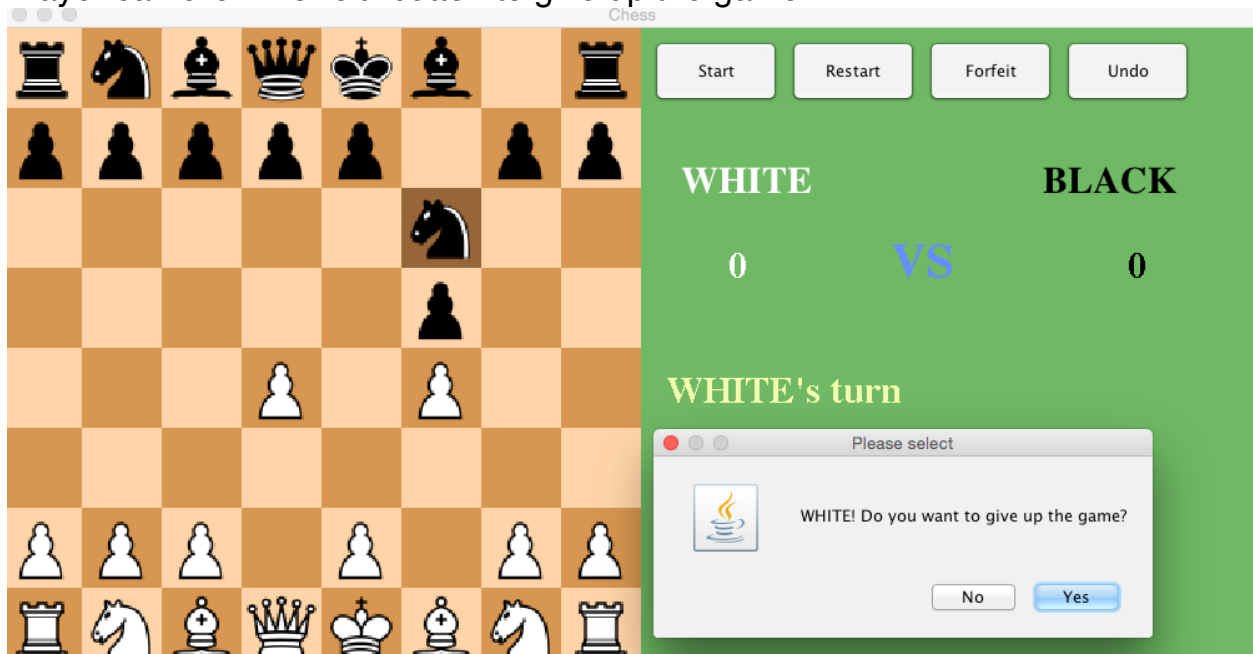 Chess
Start Restart Forfeit Undo
WHITE BLACK
0 VS 0
WHITE's turn
Please select
WHITE! Do you want to give up the game?
No Yes